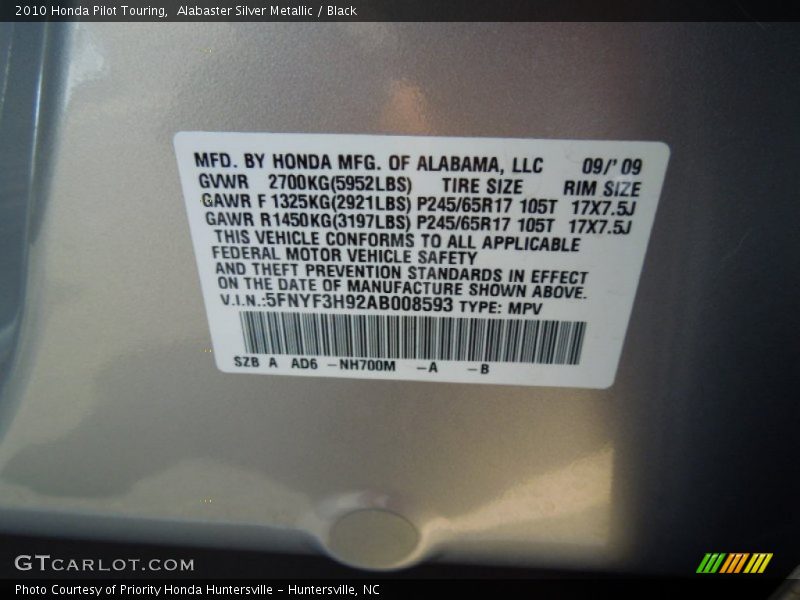 2010 Honda Pilot Touring,  Alabaster Silver Metallic / Black
MFD. BY HONDA MFG. OF ALABAMA, LLC 09/'09
GVWR 2700KG(5952LBS) TIRE SIZE RIM SIZE
GAWR F 1325KG(2921LBS) P245/65R17 105T 17X7.5J
GAWR R1450KG(3197LBS) P245/65R17 105T 17X7.5J
THIS VEHICLE CONFORMS TO ALL APPLICABLE
FEDERAL MOTOR VEHICLE SAFETY
AND THEFT PREVENTION STANDARDS IN EFFECT
ON THE DATE OF MANUFACTURE SHOWN ABOVE.
V.I.N.:5FNYF3H92AB008593 TYPE: MPV
SZB A AD6 -NH700M -A -B
GTCARLOT.COM
Photo Courtesy of Priority Honda Huntersville - Huntersville, NC